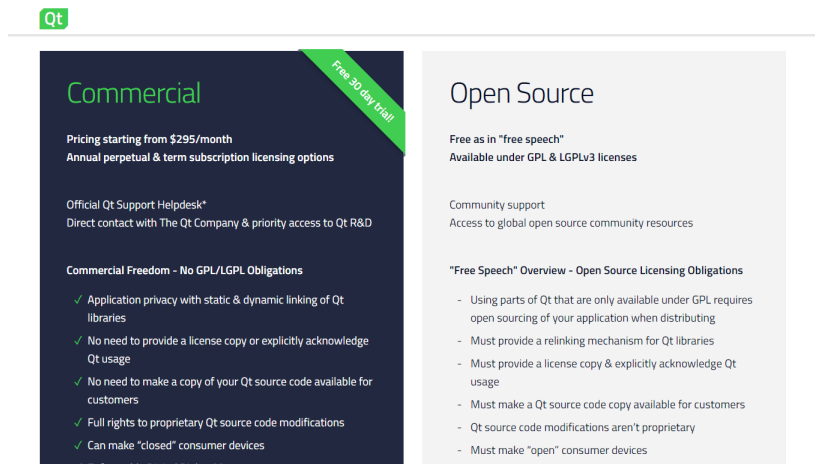 Qt
Commercial
Free 30 day trial!
Pricing starting from $295/month
Annual perpetual & term subscription licensing options
Official Qt Support Helpdesk*
Direct contact with The Qt Company & priority access to Qt R&D
Commercial Freedom - No GPL/LGPL Obligations
✓ Application privacy with static & dynamic linking of Qt
libraries
✓ No need to provide a license copy or explicitly acknowledge
Qt usage
✓ No need to make a copy of your Qt source code available for
customers
✓ Full rights to proprietary Qt source code modifications
✓ Can make “closed” consumer devices
Open Source
Free as in "free speech"
Available under GPL & LGPLv3 licenses
Community support
Access to global open source community resources
"Free Speech" Overview - Open Source Licensing Obligations
- Using parts of Qt that are only available under GPL requires
open sourcing of your application when distributing
- Must provide a relinking mechanism for Qt libraries
- Must provide a license copy & explicitly acknowledge Qt
usage
- Must make a Qt source code copy available for customers
- Qt source code modifications aren’t proprietary
- Must make “open” consumer devices